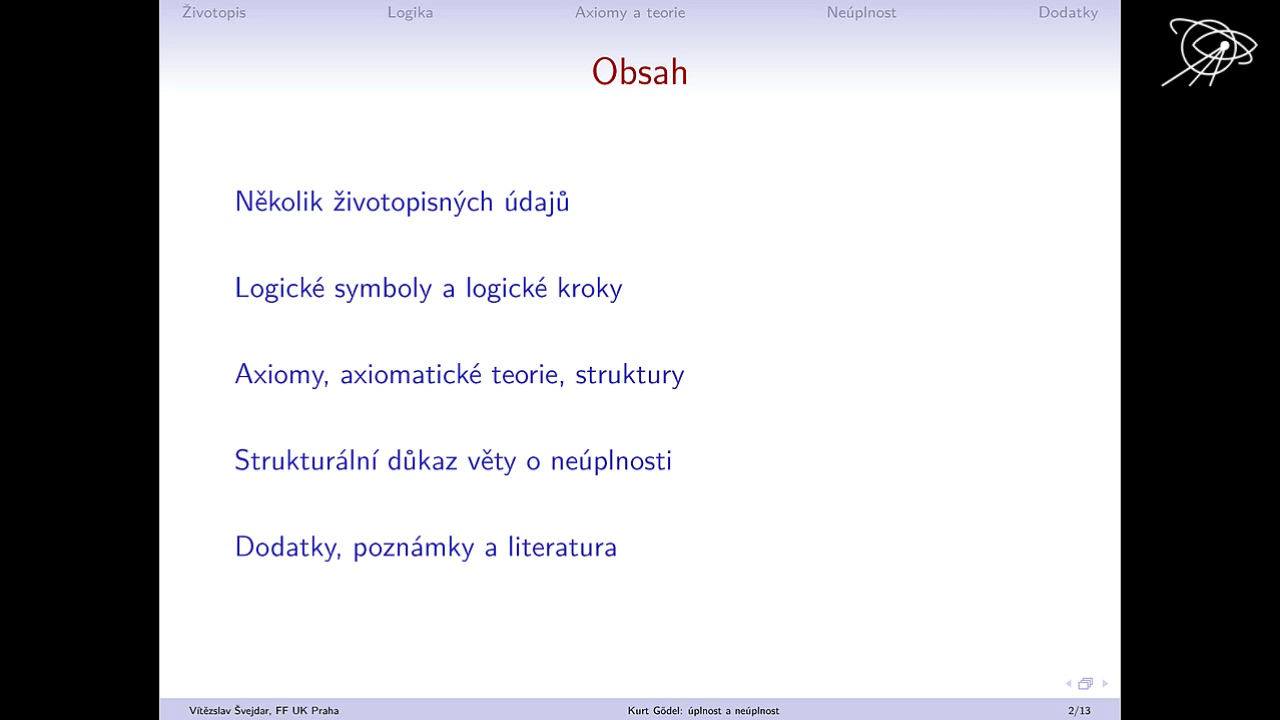 Životopis Logika Axiomy a teorie Neúplnost Dodatky
Obsah
Několik životopisných údajů
Logické symboly a logické kroky
Axiomy, axiomatické teorie, struktury
Strukturální důkaz věty o neúplnosti
Dodatky, poznámky a literatura
Vítězslav Švejdar, FF UK Praha Kurt Gödel: úplnost a neúplnost 2/13